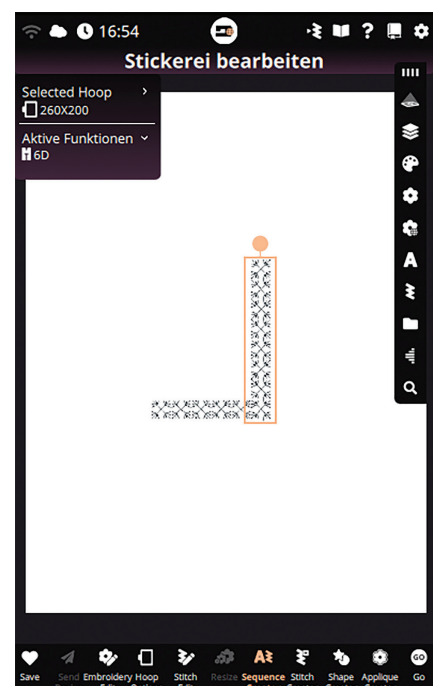 16:54
?
Stickerei bearbeiten
Selected Hoop
260X200
Aktive Funktionen
6D
A
GO
Save Send Embroidery Hoop Stitch Resize Sequence Stitch Shape Applique Go